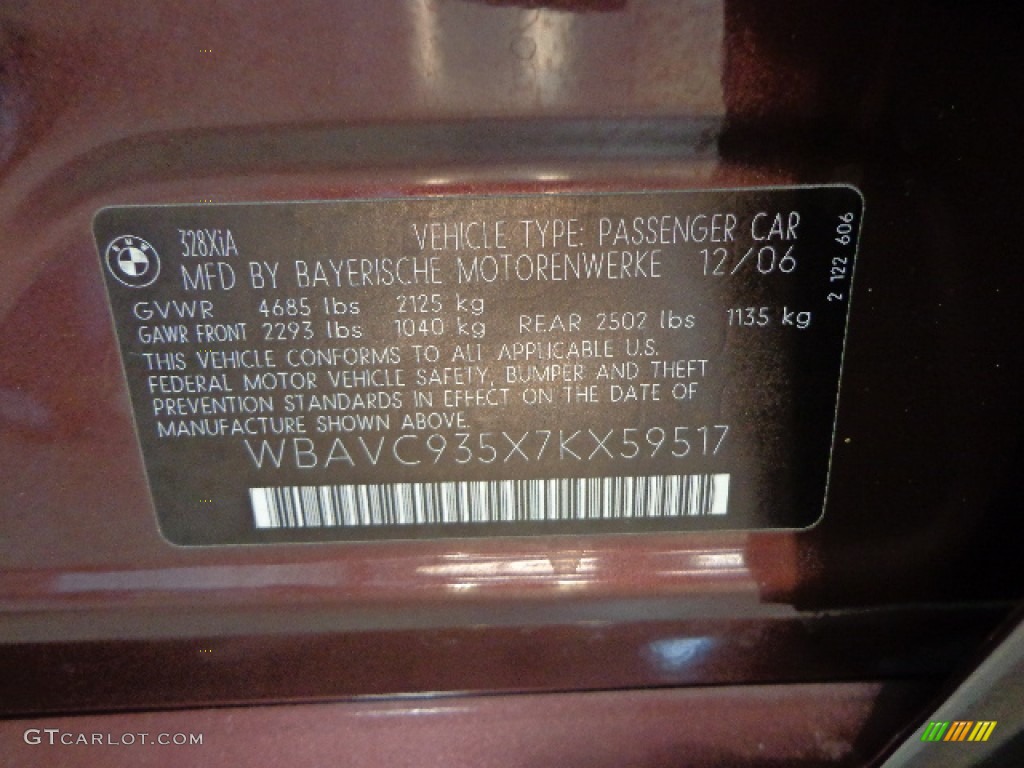 BMW
328XiA VEHICLE TYPE: PASSENGER CAR
MFD BY BAYERISCHE MOTORENWERKE 12/06
GVWR 4685 lbs 2125 kg
GAWR FRONT 2293 lbs 1040 kg REAR 2502 lbs 1135 kg
THIS VEHICLE CONFORMS TO ALL APPLICABLE U.S.
FEDERAL MOTOR VEHICLE SAFETY, BUMPER AND THEFT
PREVENTION STANDARDS IN EFFECT ON THE DATE OF
MANUFACTURE SHOWN ABOVE.
WBAVC935X7KX59517
2 122 606
GTCARLOT.COM